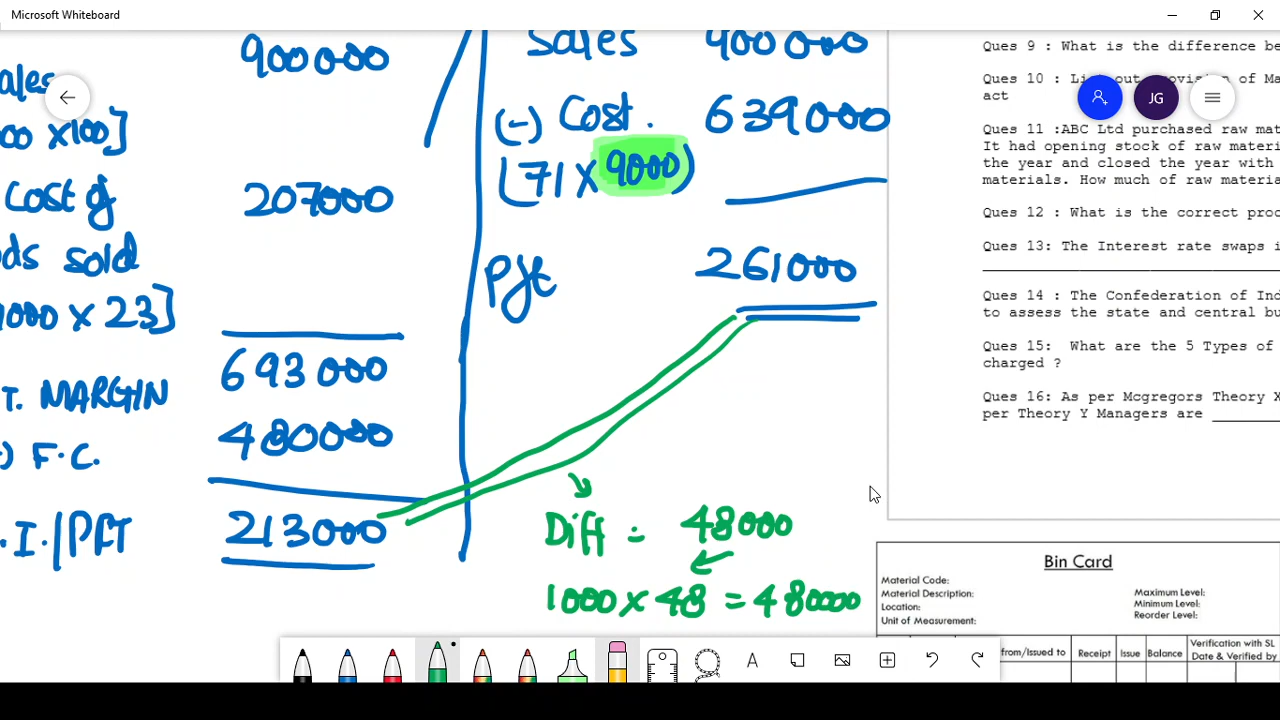 Microsoft Whiteboard
900000
ales
00 x100]
Cost of
207000
ds sold
000 x 23]
693000
T. MARGIN
480000
) F.C.
.I./PFT
213000
Sales 900000
(-) Cost. 639000
(71 x 9000)
Pft 261000
Diff = 48000
1000 x 48 = 480000
JG
Ques 9 : What is the difference be
Ques 10 : Li out provision of Ma
act
Ques 11 :ABC Ltd purchased raw mat
It had opening stock of raw materi
the year and closed the year with
materials. How much of raw materia
Ques 12 : What is the correct proc
Ques 13: The Interest rate swaps i
Ques 14 : The Confederation of Ind
to assess the state and central bu
Ques 15: What are the 5 Types of
charged ?
Ques 16: As per Mcgregors Theory X
per Theory Y Managers are
Bin Card
Material Code:
Material Description:
Location:
Unit of Measurement:
Maximum Level:
Minimum Level:
Reorder Level:
from/Issued to Receipt Issue Balance Verification with SL
Date & Verified by